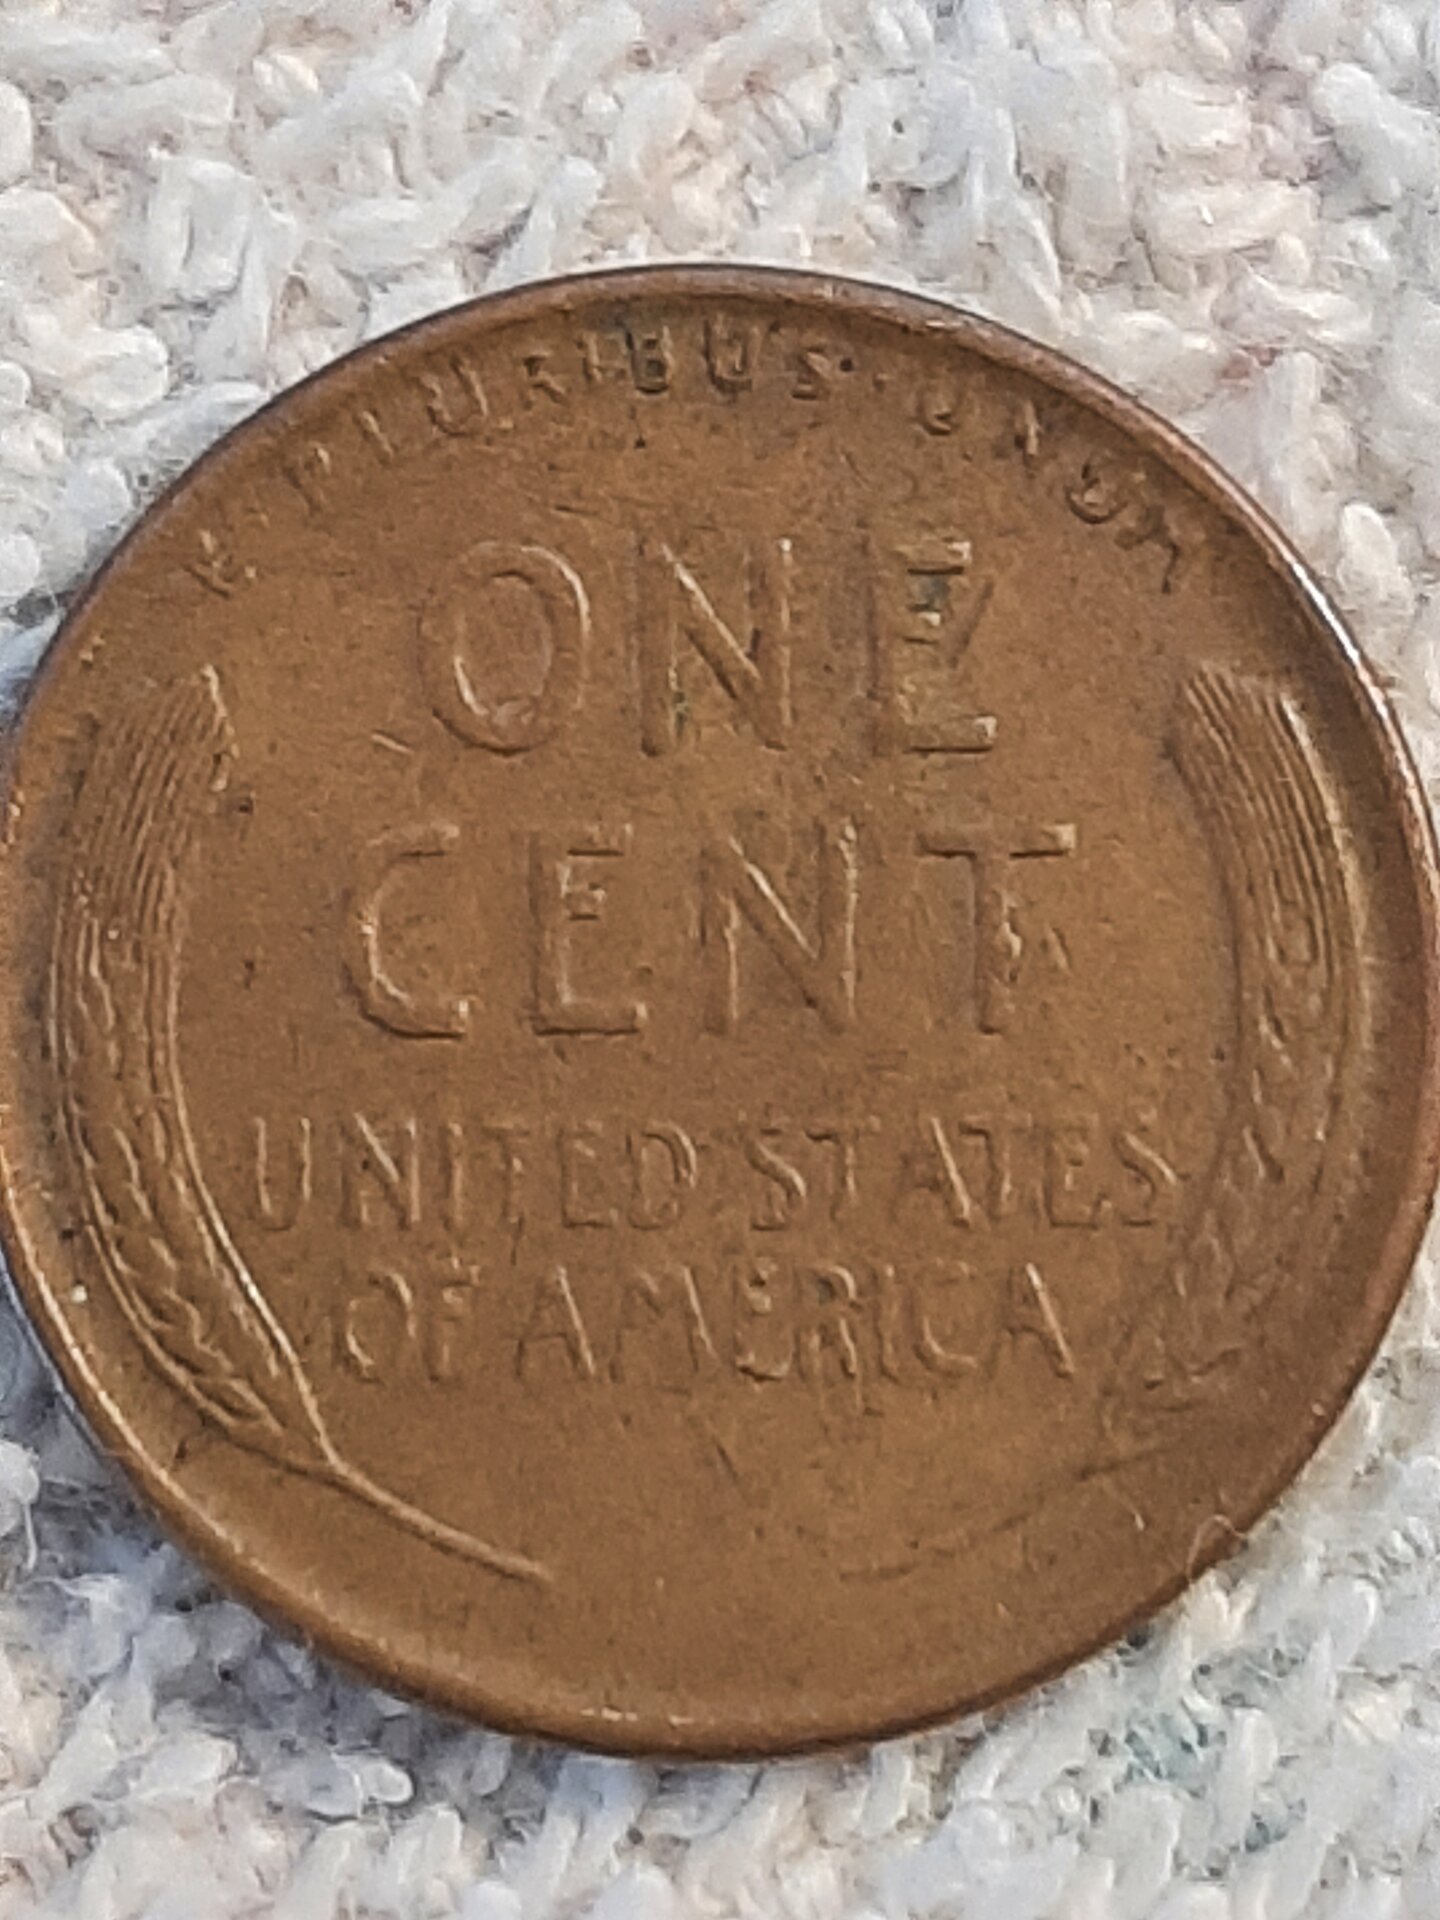 E · PLURIBUS · UNUM
ONE
CENT
UNITED STATES
OF AMERICA